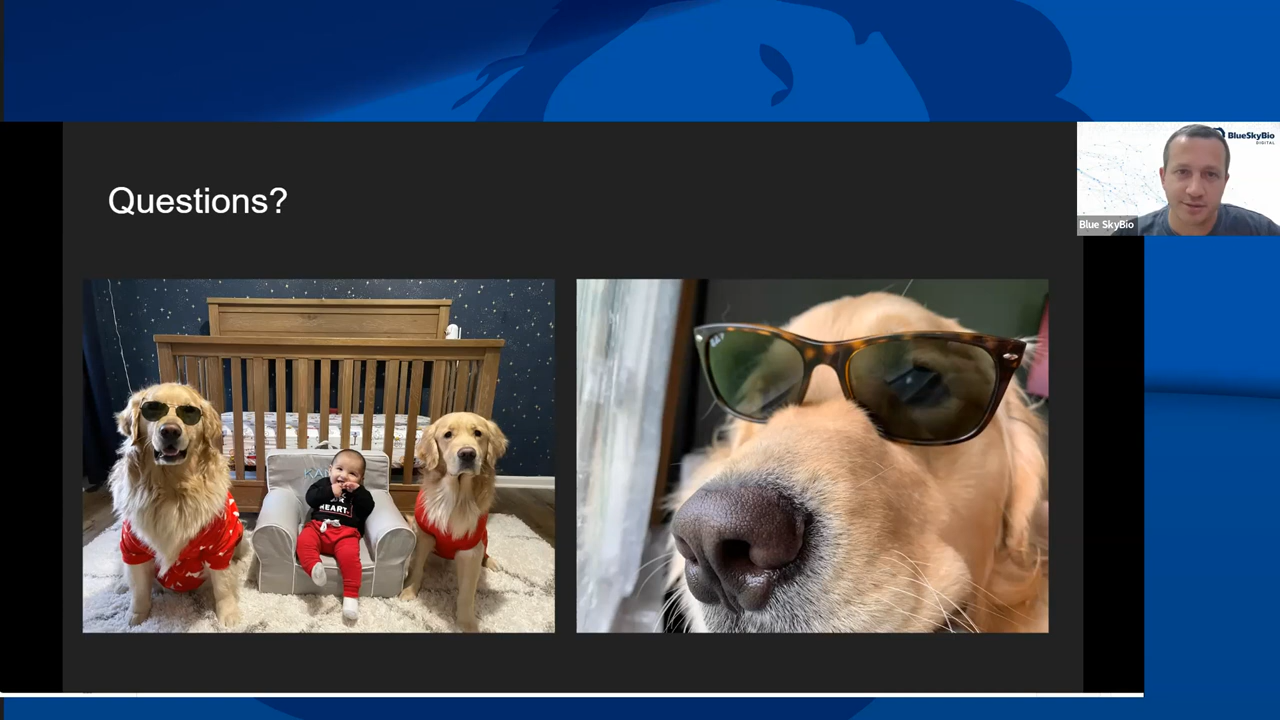 Questions?
BlueSkyBio
DIGITAL
Blue SkyBio
HEART.